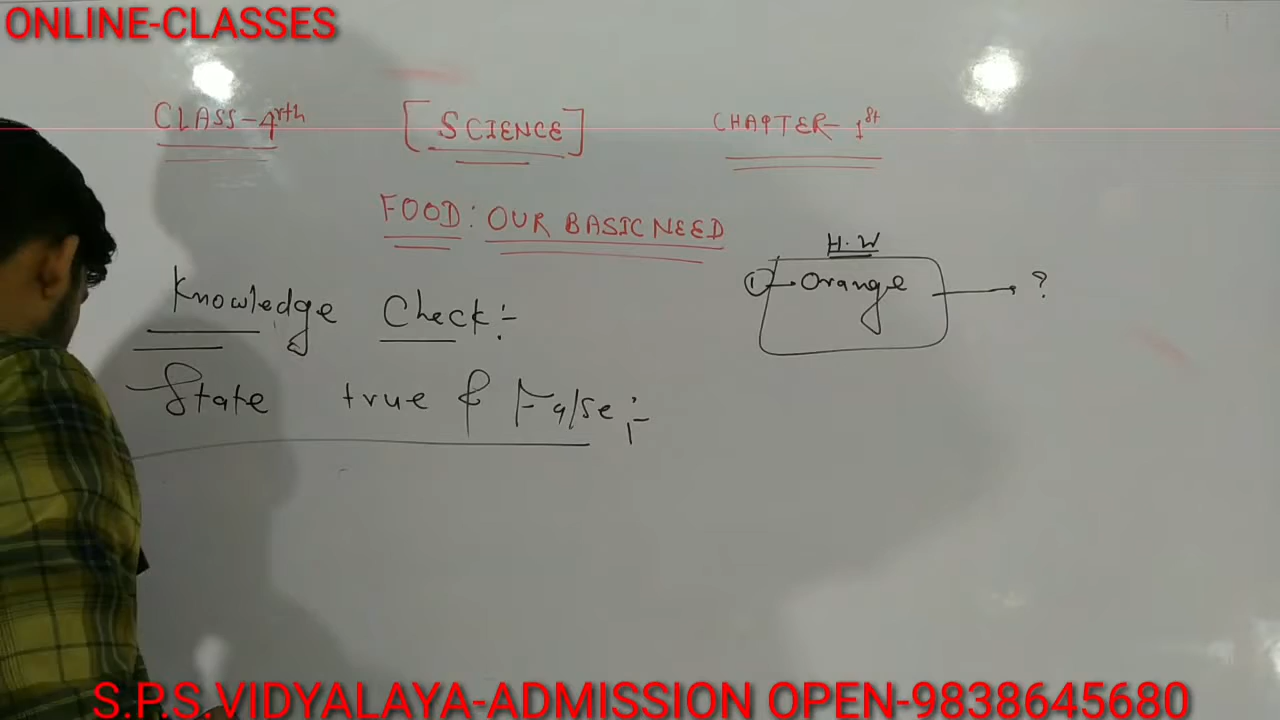 ONLINE-CLASSES
CLASS-4rth [SCIENCE] CHAPTER-1st
FOOD: OUR BASIC NEED
H.W
① Orange → ?
Knowledge Check:-
State true & False;-
S.P.S.VIDYALAYA-ADMISSION OPEN-9838645680